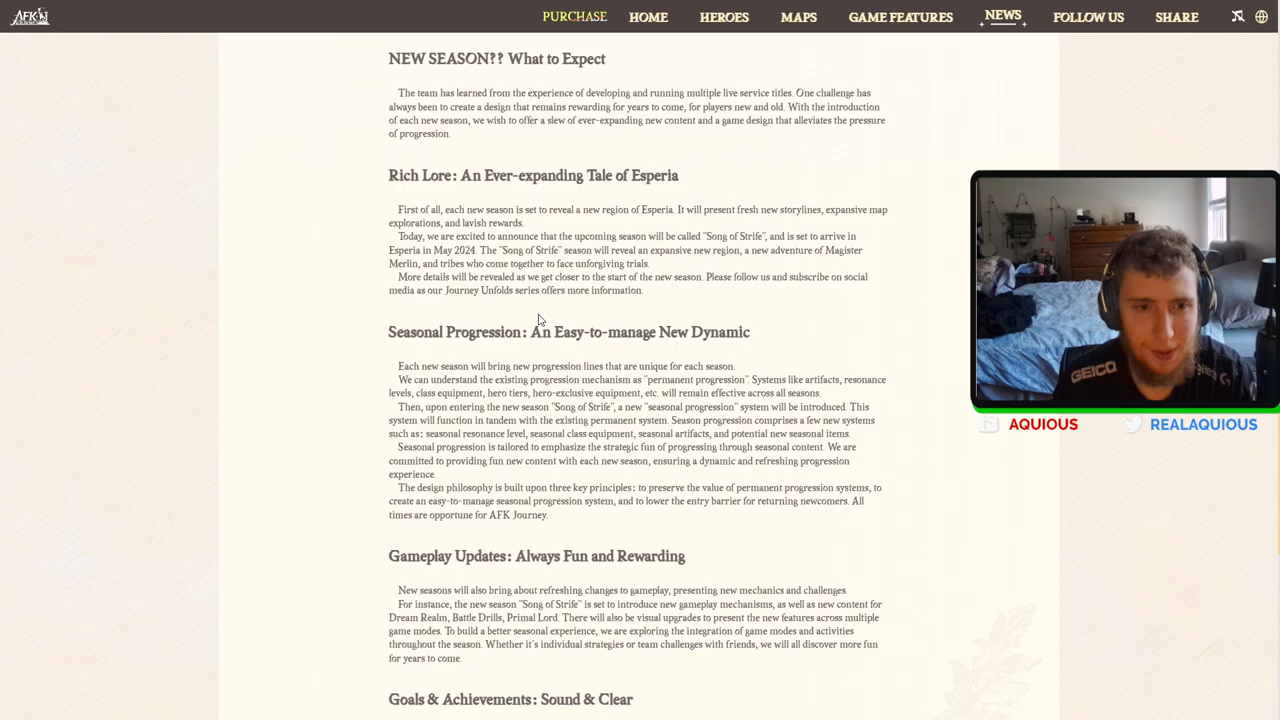 AFK JOURNEY
PURCHASE HOME HEROES MAPS GAME FEATURES NEWS FOLLOW US SHARE
NEW SEASON?? What to Expect
The team has learned from the experience of developing and running multiple live service titles. One challenge has
always been to create a design that remains rewarding for years to come, for players new and old. With the introduction
of each new season, we wish to offer a slew of ever-expanding new content and a game design that alleviates the pressure
of progression.
Rich Lore: An Ever-expanding Tale of Esperia
First of all, each new season is set to reveal a new region of Esperia. It will present fresh new storylines, expansive map
explorations, and lavish rewards.
Today, we are excited to announce that the upcoming season will be called "Song of Strife", and is set to arrive in
Esperia in May 2024. The "Song of Strife" season will reveal an expansive new region, a new adventure of Magister
Merlin, and tribes who come together to face unforgiving trials.
More details will be revealed as we get closer to the start of the new season. Please follow us and subscribe on social
media as our Journey Unfolds series offers more information.
Seasonal Progression: An Easy-to-manage New Dynamic
Each new season will bring new progression lines that are unique for each season.
We can understand the existing progression mechanism as "permanent progression". Systems like artifacts, resonance
levels, class equipment, hero tiers, hero-exclusive equipment, etc. will remain effective across all seasons.
Then, upon entering the new season "Song of Strife", a new "seasonal progression" system will be introduced. This
system will function in tandem with the existing permanent system. Season progression comprises a few new systems
such as: seasonal resonance level, seasonal class equipment, seasonal artifacts, and potential new seasonal items.
Seasonal progression is tailored to emphasize the strategic fun of progressing through seasonal content. We are
committed to providing fun new content with each new season, ensuring a dynamic and refreshing progression
experience.
The design philosophy is built upon three key principles: to preserve the value of permanent progression systems, to
create an easy-to-manage seasonal progression system, and to lower the entry barrier for returning newcomers. All
times are opportune for AFK Journey.
Gameplay Updates: Always Fun and Rewarding
New seasons will also bring about refreshing changes to gameplay, presenting new mechanics and challenges.
For instance, the new season "Song of Strife" is set to introduce new gameplay mechanisms, as well as new content for
Dream Realm, Battle Drills, Primal Lord. There will also be visual upgrades to present the new features across multiple
game modes. To build a better seasonal experience, we are exploring the integration of game modes and activities
throughout the season. Whether it's individual strategies or team challenges with friends, we will all discover more fun
for years to come.
Goals & Achievements: Sound & Clear
GEICO
AQUIOUS REALAQUIOUS